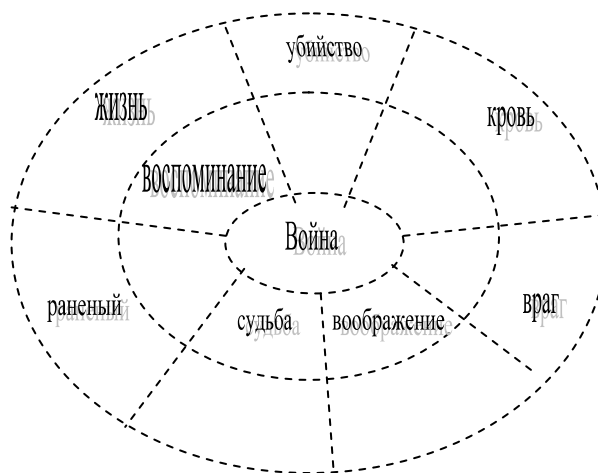 убийство
жизнь
кровь
воспоминание
Война
раненый
враг
судьба
воображение